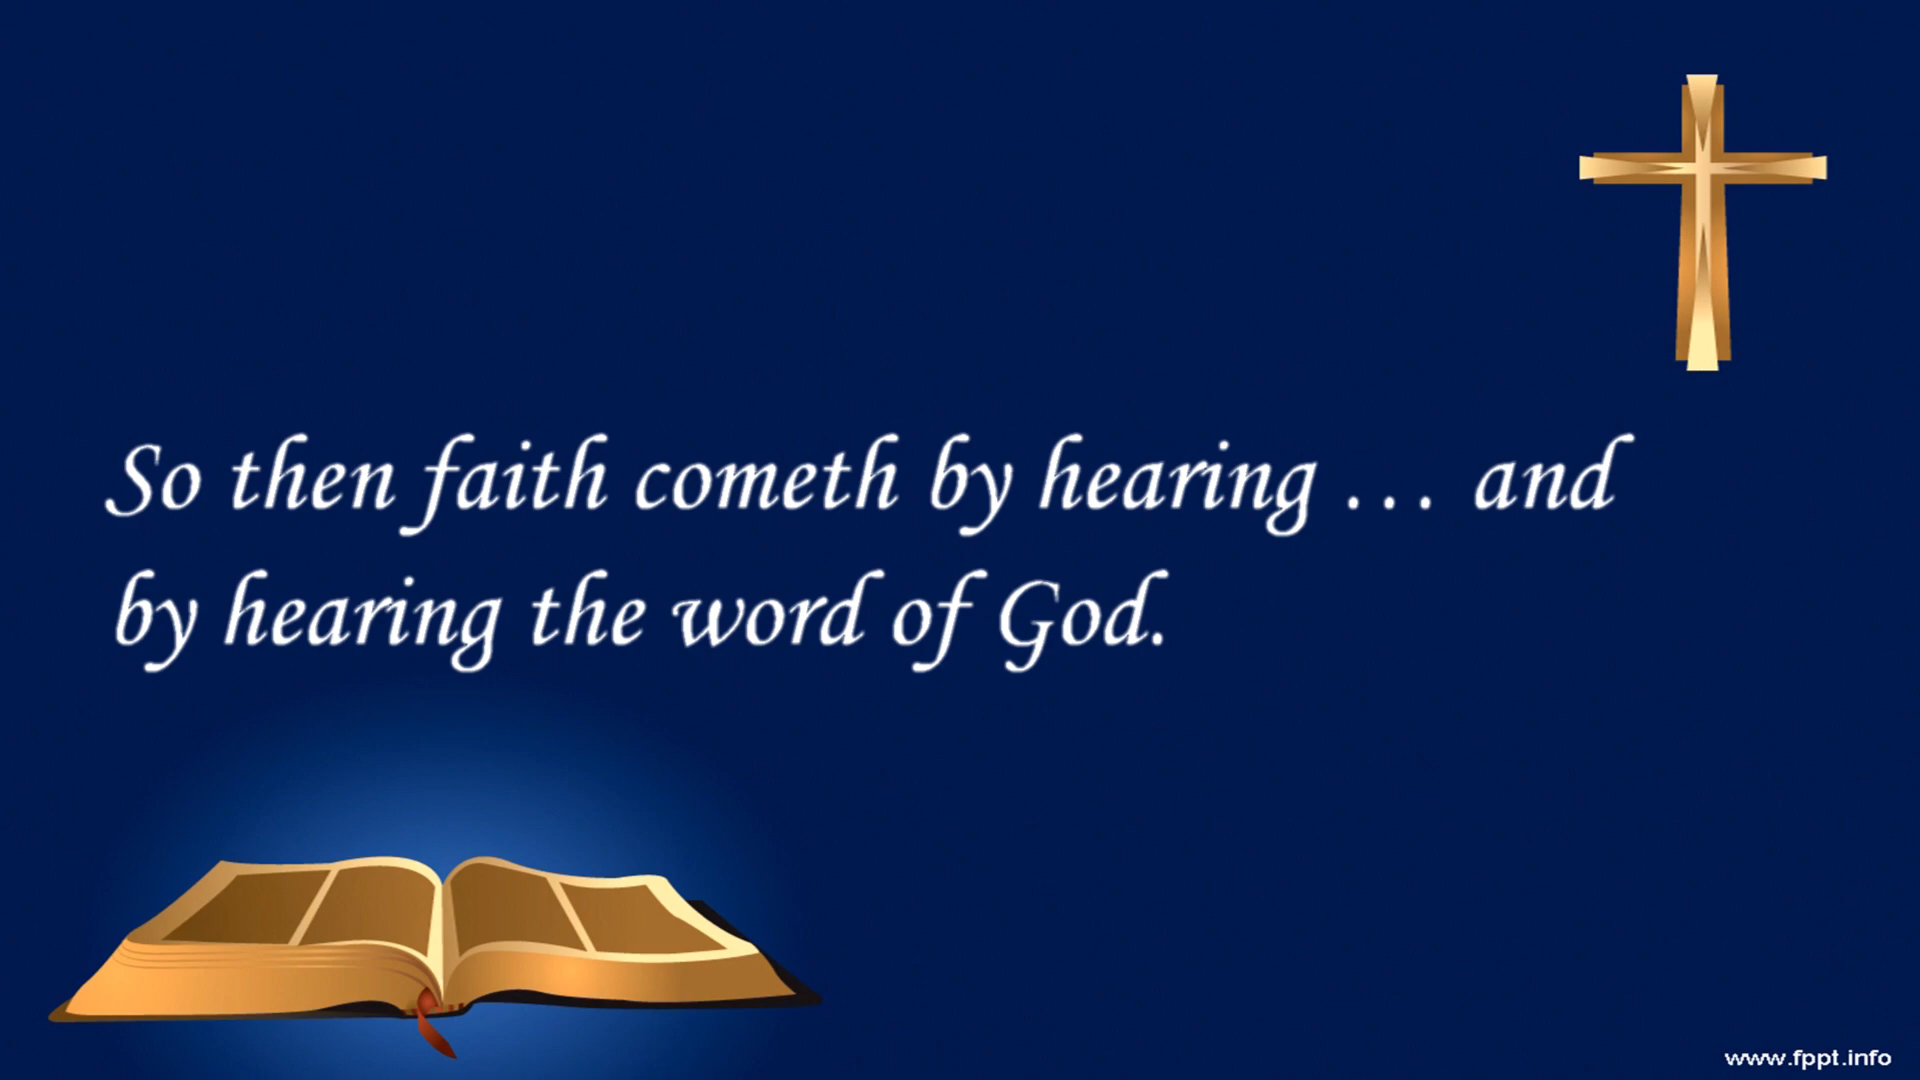 So then faith cometh by hearing . . . and
by hearing the word of God.
www.fppt.info